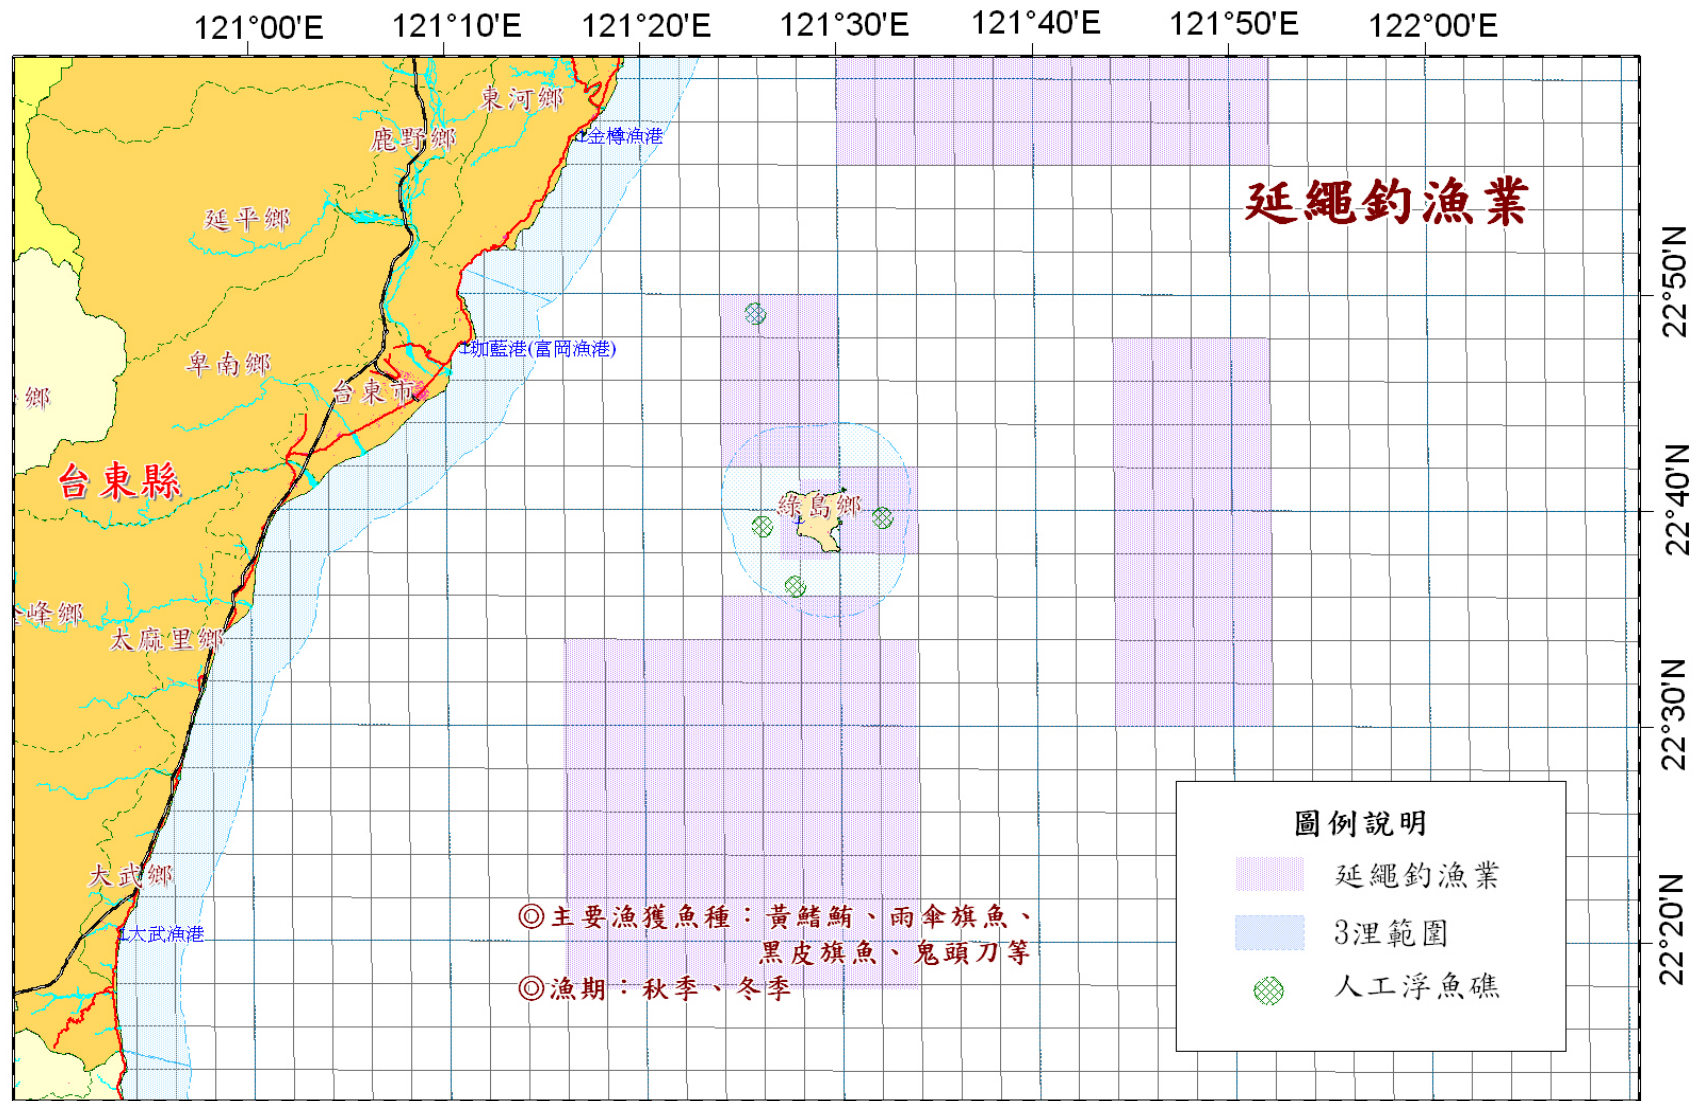 121°00'E 121°10'E 121°20'E 121°30'E 121°40'E 121°50'E 122°00'E
東河鄉
金樽漁港
鹿野鄉
延繩釣漁業
延平鄉
22°50'N
珈藍港(富岡漁港)
卑南鄉
台東市
鄉
台東縣
綠島鄉
22°40'N
峰鄉
太麻里鄉
22°30'N
圖例說明
延繩釣漁業
3浬範圍
人工浮魚礁
大武鄉
大武漁港
22°20'N
◎主要漁獲魚種：黃鰭鮪、雨傘旗魚、
黑皮旗魚、鬼頭刀等
◎漁期：秋季、冬季